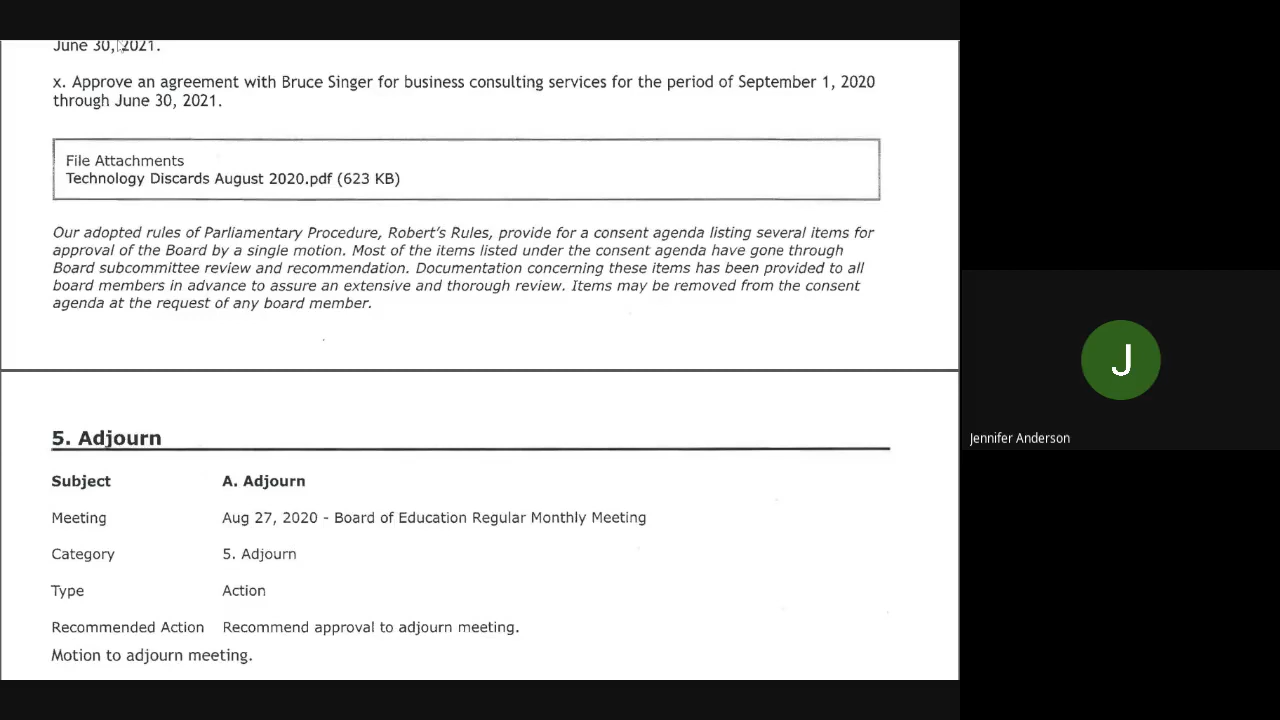 June 30, 2021.
x. Approve an agreement with Bruce Singer for business consulting services for the period of September 1, 2020
through June 30, 2021.
File Attachments
Technology Discards August 2020.pdf (623 KB)
Our adopted rules of Parliamentary Procedure, Robert's Rules, provide for a consent agenda listing several items for
approval of the Board by a single motion. Most of the items listed under the consent agenda have gone through
Board subcommittee review and recommendation. Documentation concerning these items has been provided to all
board members in advance to assure an extensive and thorough review. Items may be removed from the consent
agenda at the request of any board member.
5. Adjourn
Subject A. Adjourn
Meeting Aug 27, 2020 - Board of Education Regular Monthly Meeting
Category 5. Adjourn
Type Action
Recommended Action Recommend approval to adjourn meeting.
Motion to adjourn meeting.
J
Jennifer Anderson